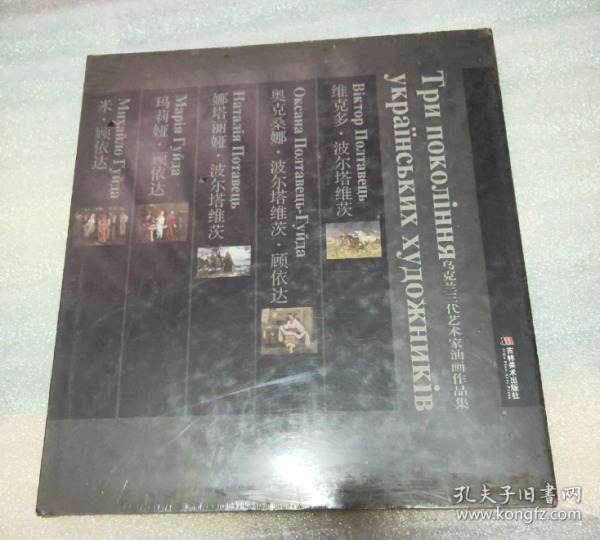 Три покоління
українських художників
乌克兰三代艺术家油画作品集
Віктор Полтавець
维克多·波尔塔维茨
Оксана Полтавець-Гуйда
奥克桑娜·波尔塔维茨·顾依达
Наталія Потавець
娜塔丽娅·波尔塔维茨
Марія Гуйда
玛莉娅·顾依达
Михайло Гуйда
米·顾依达
吉林美术出版社
孔夫子旧书网
www.kongfz.com